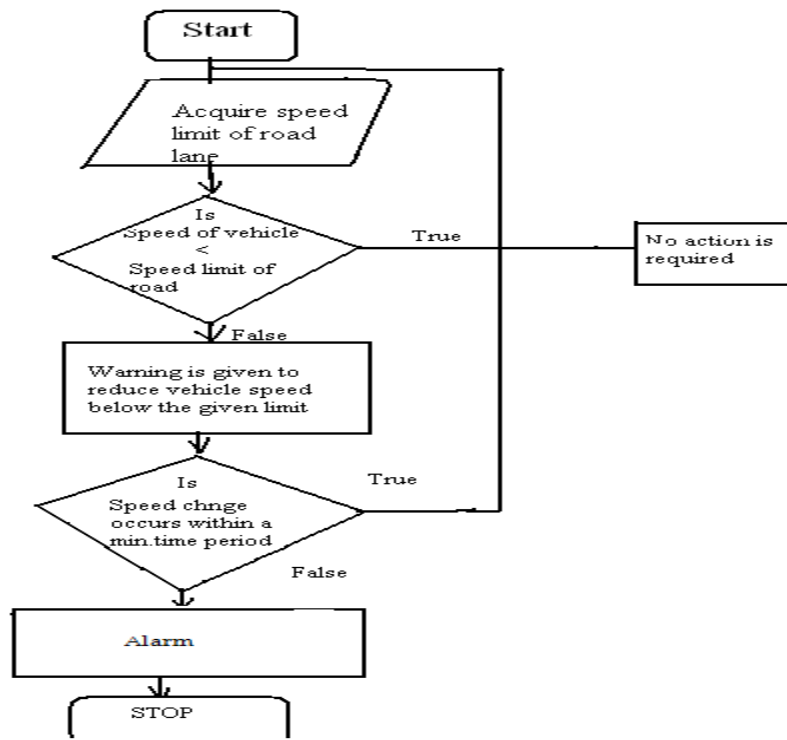 Start
Acquire speed
limit of road
lane
Is
Speed of vehicle
<
Speed limit of
road
True
No action is
required
False
Warning is given to
reduce vehicle speed
below the given limit
Is
Speed chnge
occurs within a
min.time period
True
False
Alarm
STOP